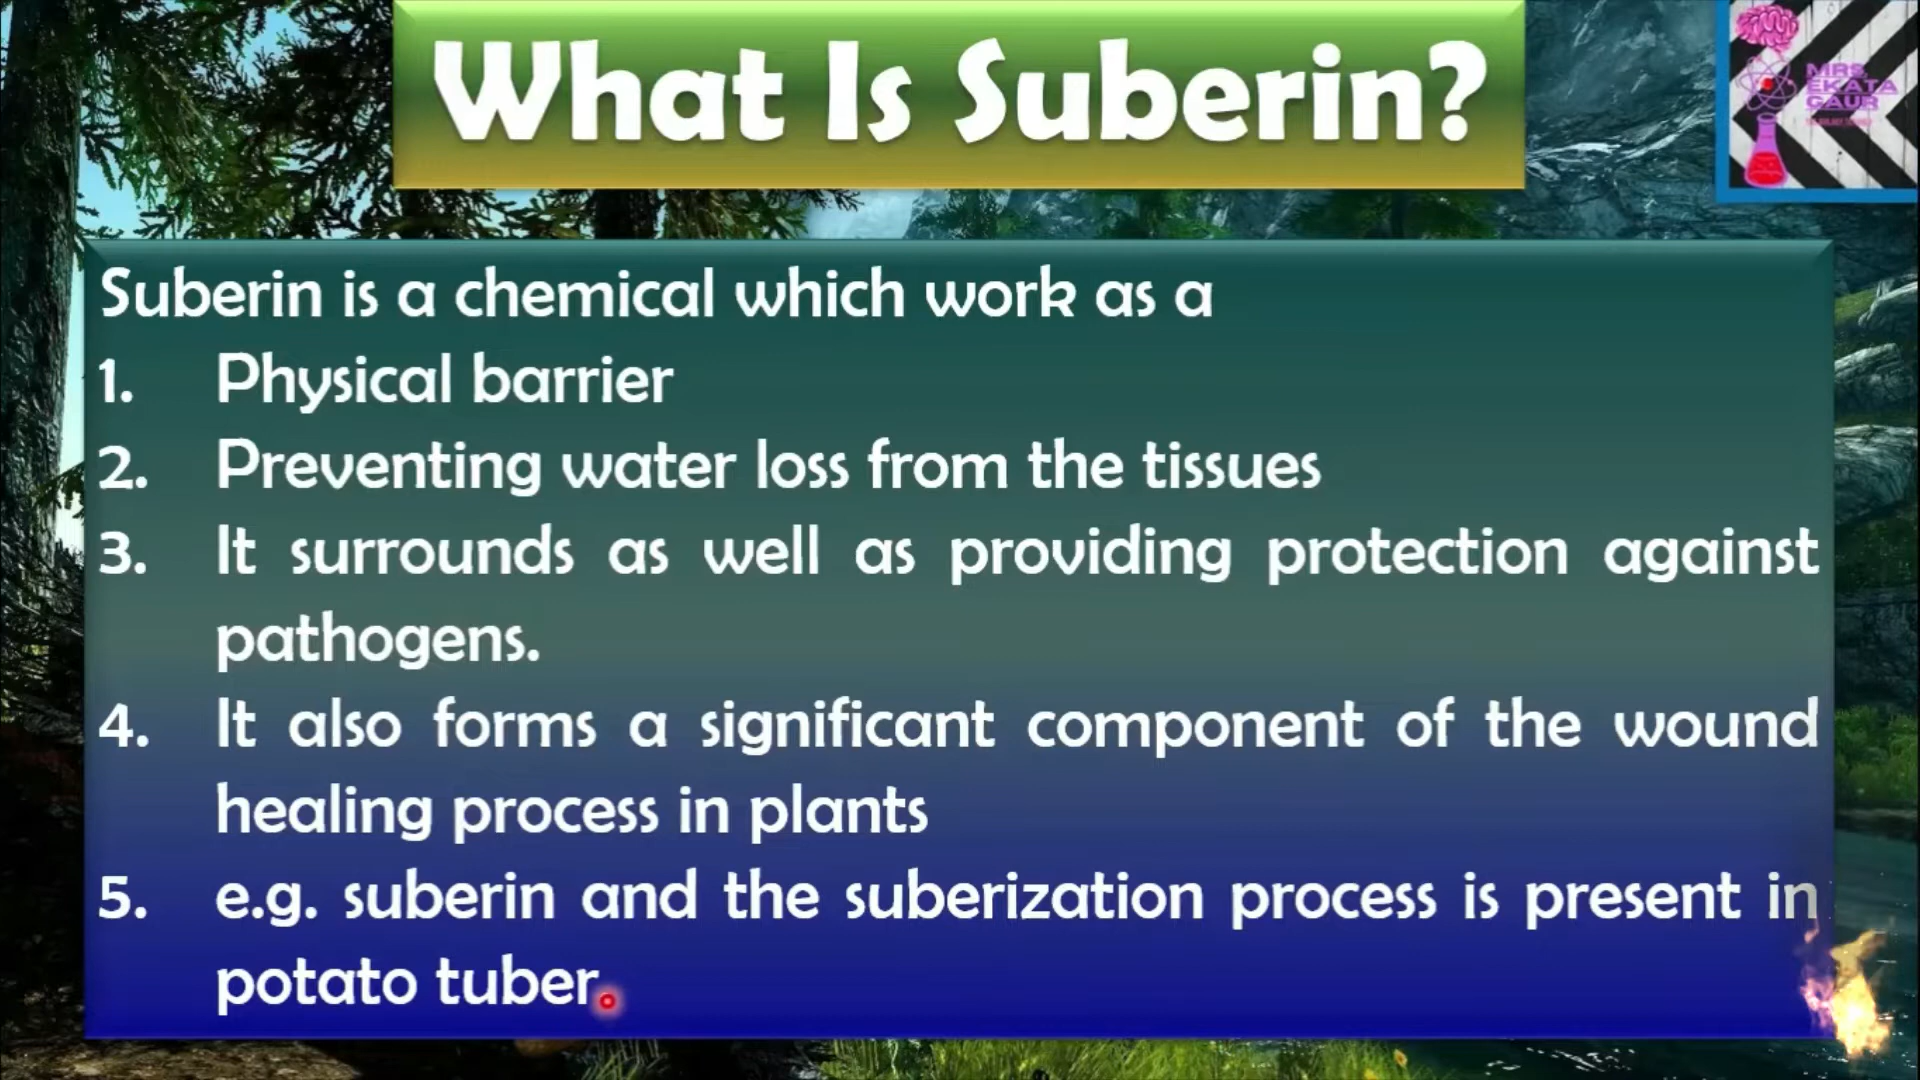 What Is Suberin?
MRS
EKATA
GAUR
Suberin is a chemical which work as a
1. Physical barrier
2. Preventing water loss from the tissues
3. It surrounds as well as providing protection against
pathogens.
4. It also forms a significant component of the wound
healing process in plants
5. e.g. suberin and the suberization process is present in
potato tuber.